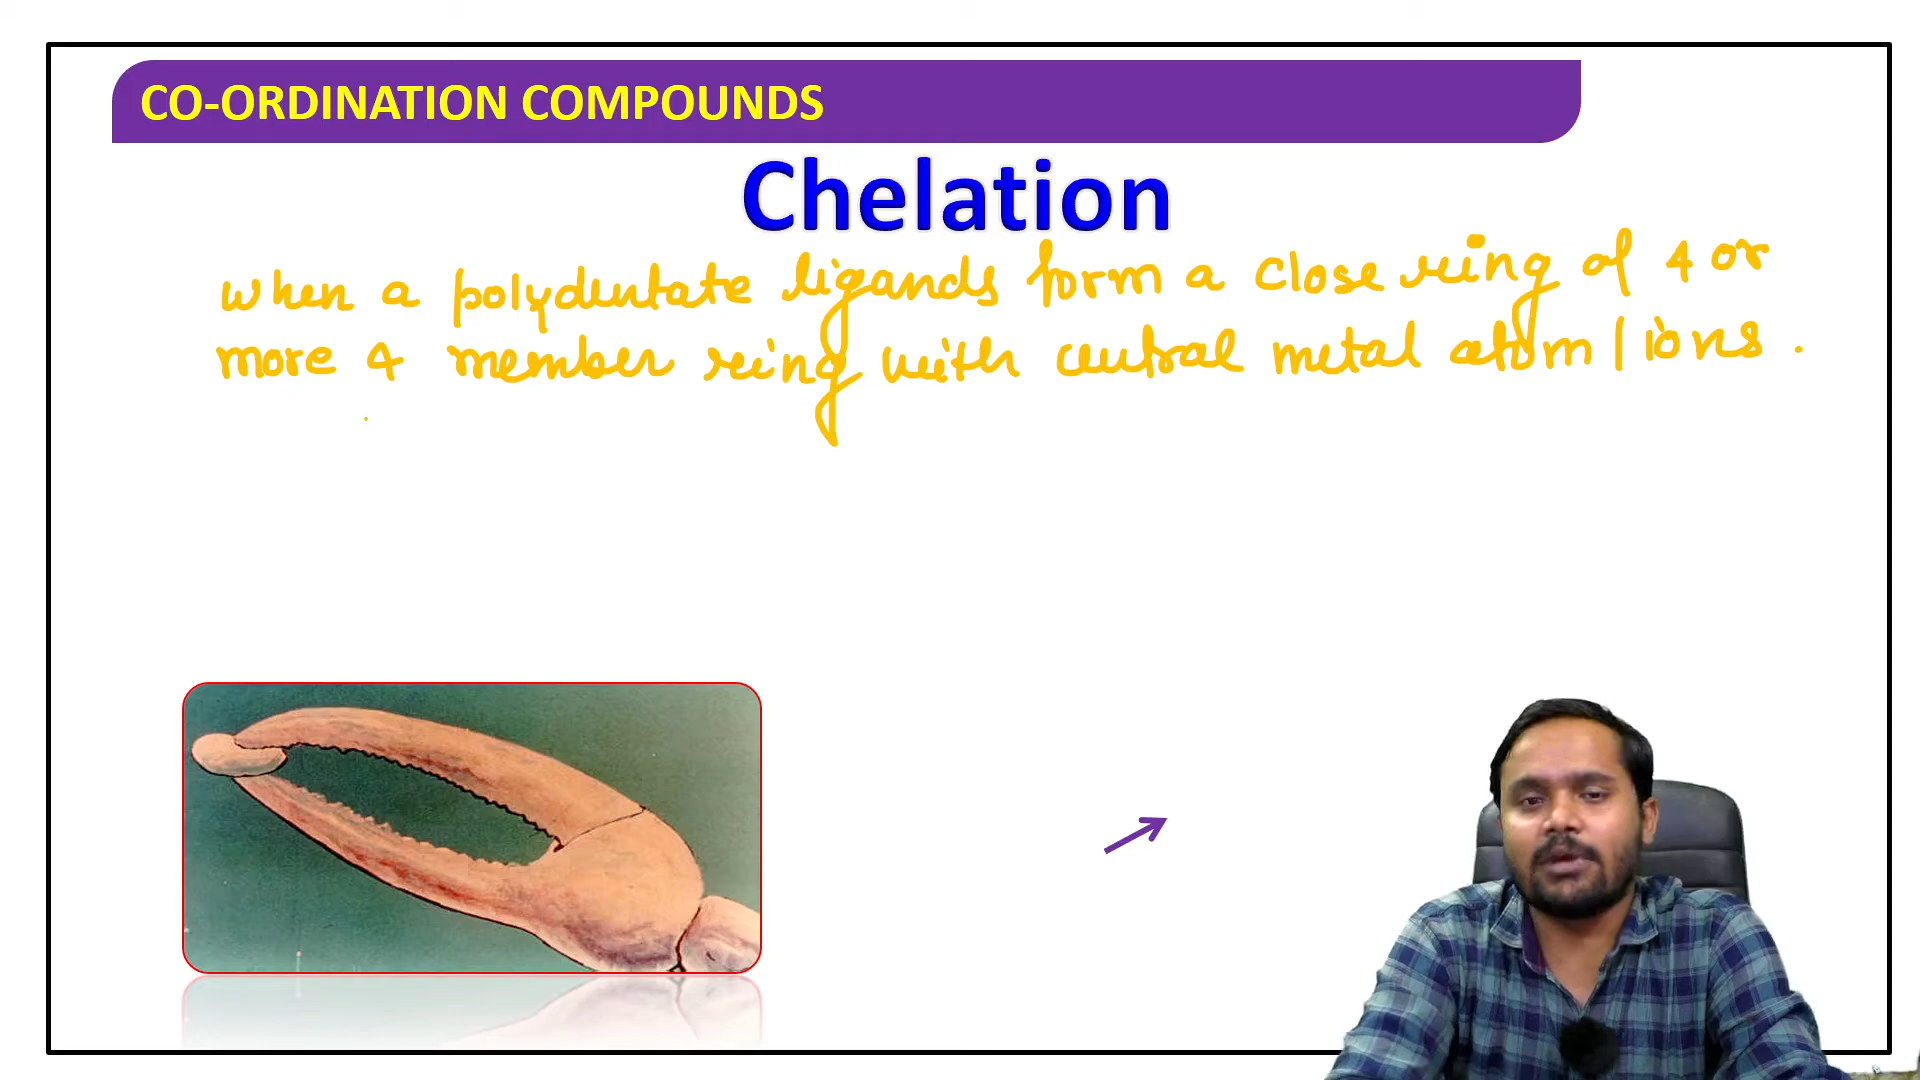 CO-ORDINATION COMPOUNDS
Chelation
when a polydentate ligands form a close ring of 4 or
more 4 member ring with central metal atom/ions.